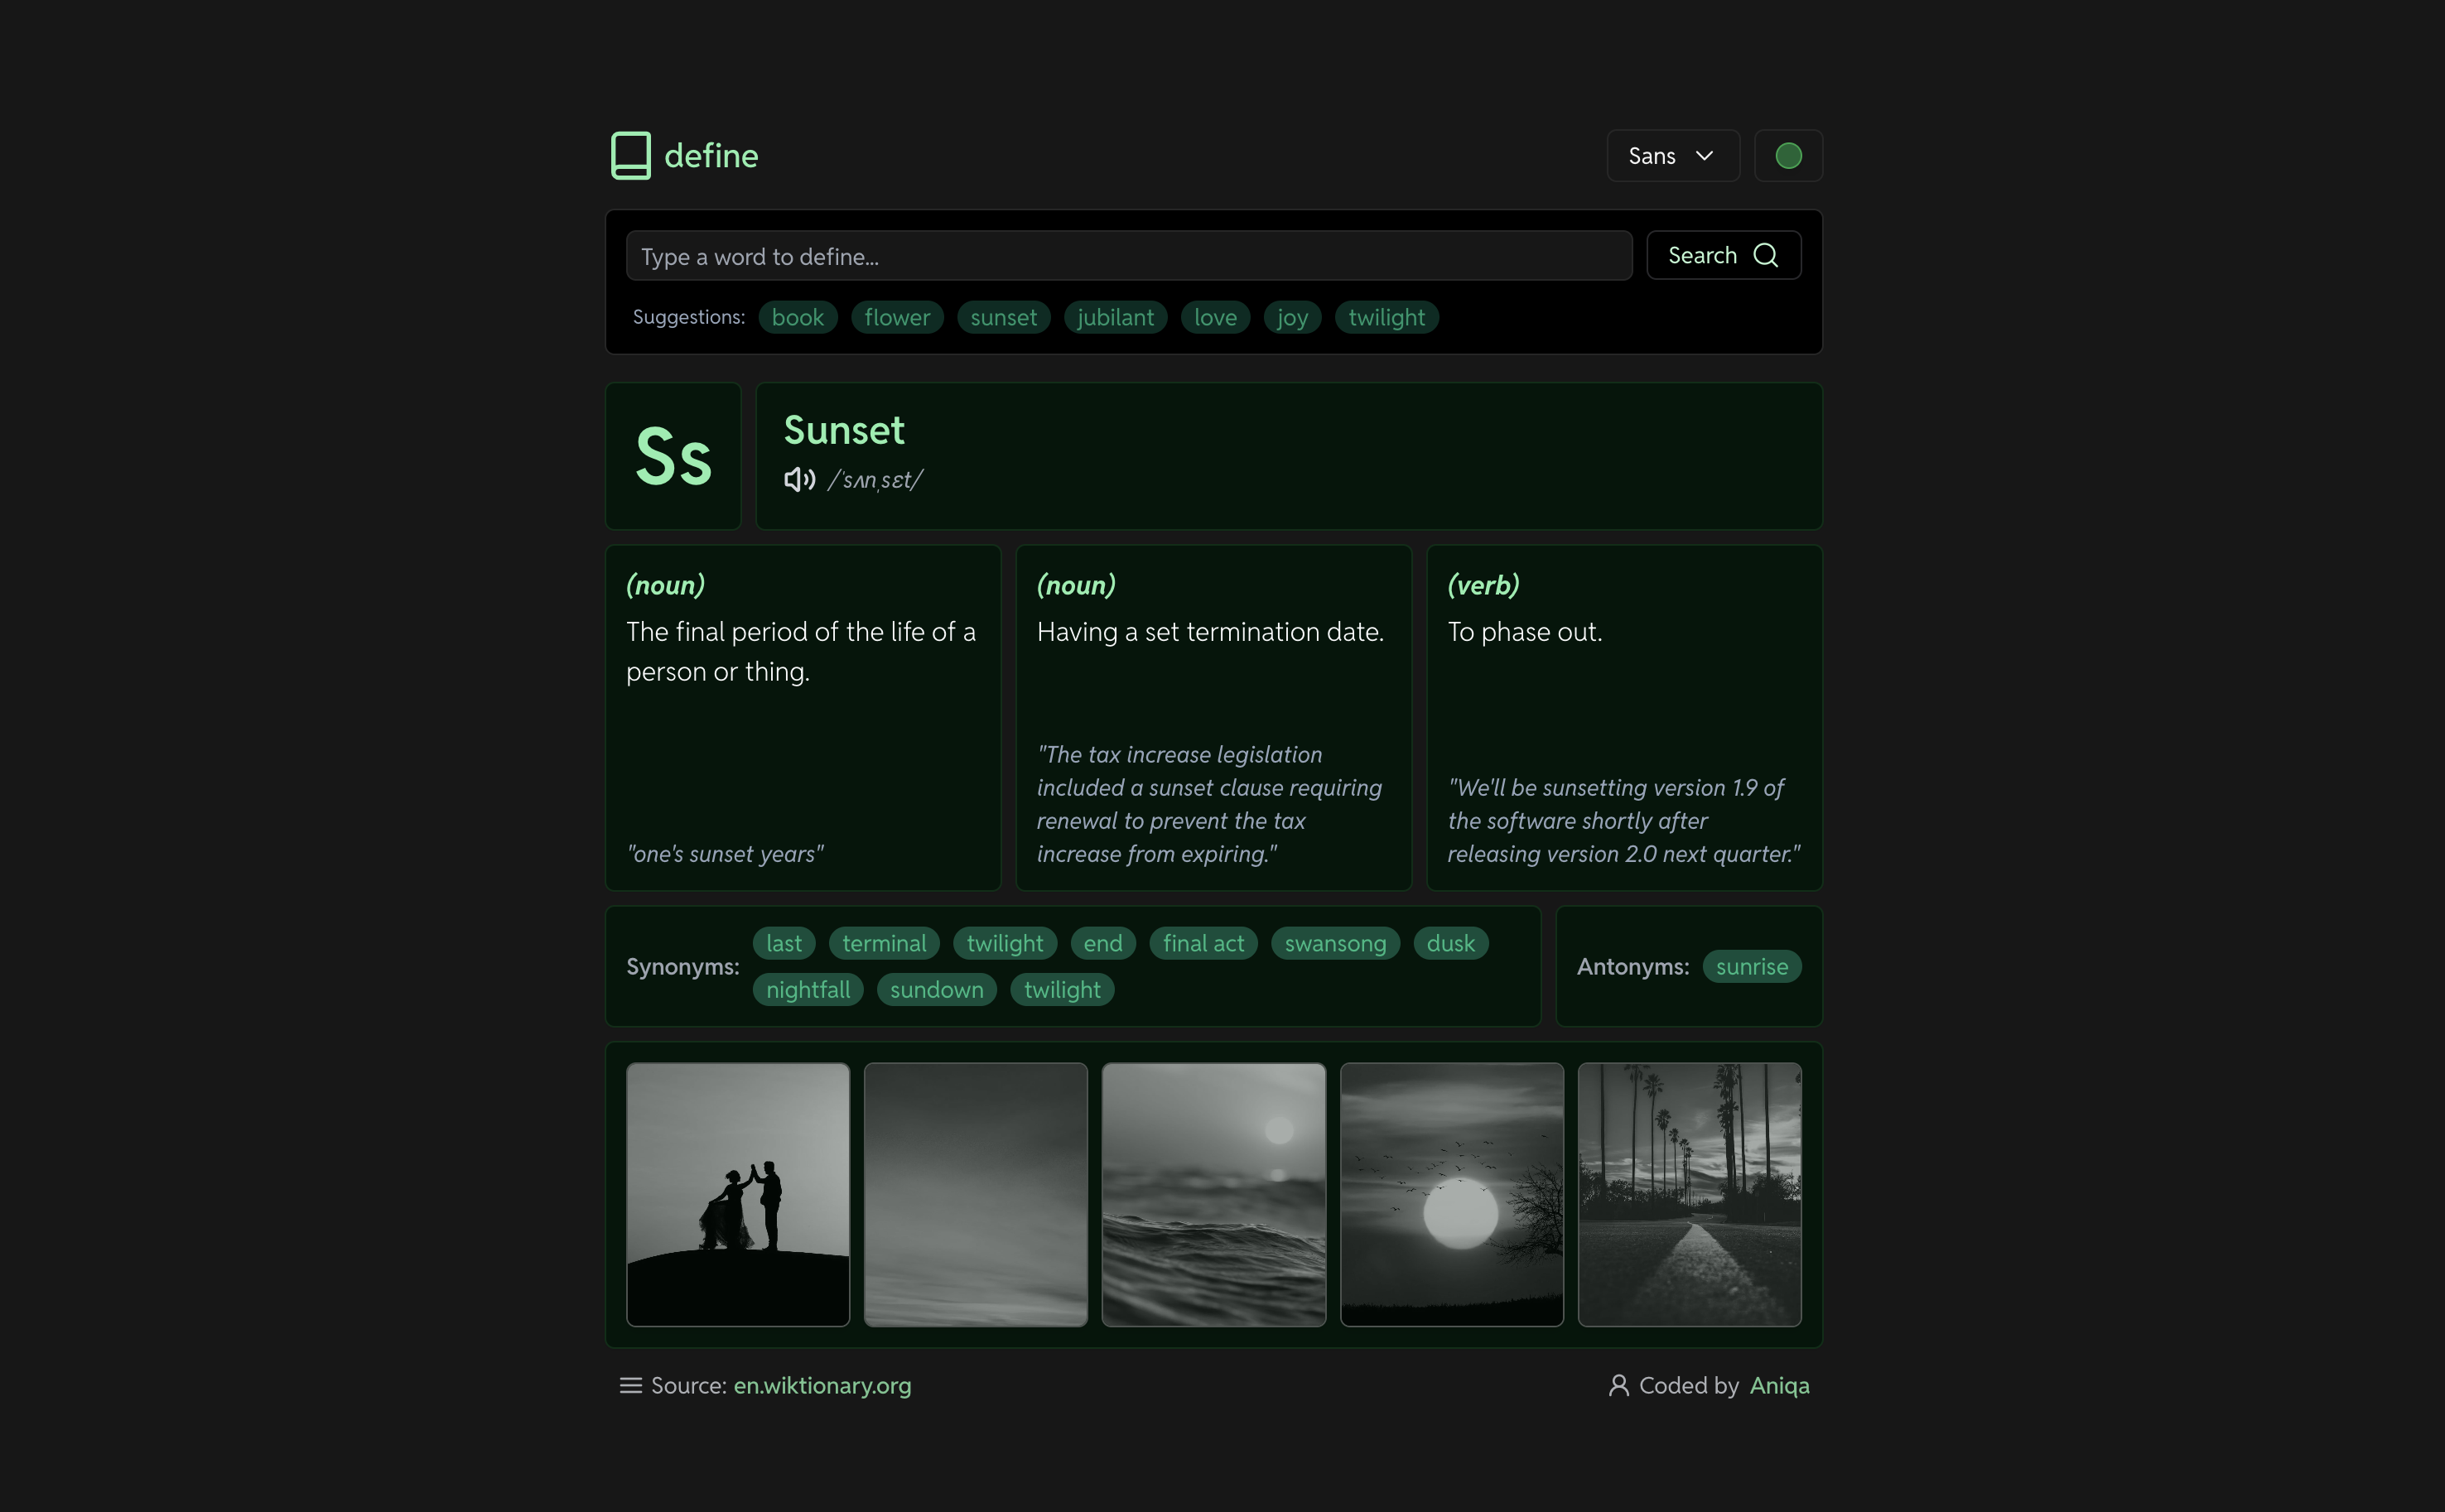 define
Sans
Type a word to define...
Search
Suggestions: book flower sunset jubilant love joy twilight
Ss
Sunset
/ˈsʌnˌsɛt/
(noun)
The final period of the life of a
person or thing.
"one's sunset years"
(noun)
Having a set termination date.
"The tax increase legislation
included a sunset clause requiring
renewal to prevent the tax
increase from expiring."
(verb)
To phase out.
"We'll be sunsetting version 1.9 of
the software shortly after
releasing version 2.0 next quarter."
Synonyms: last terminal twilight end final act swansong dusk
nightfall sundown twilight
Antonyms: sunrise
Source: en.wiktionary.org
Coded by Aniqa